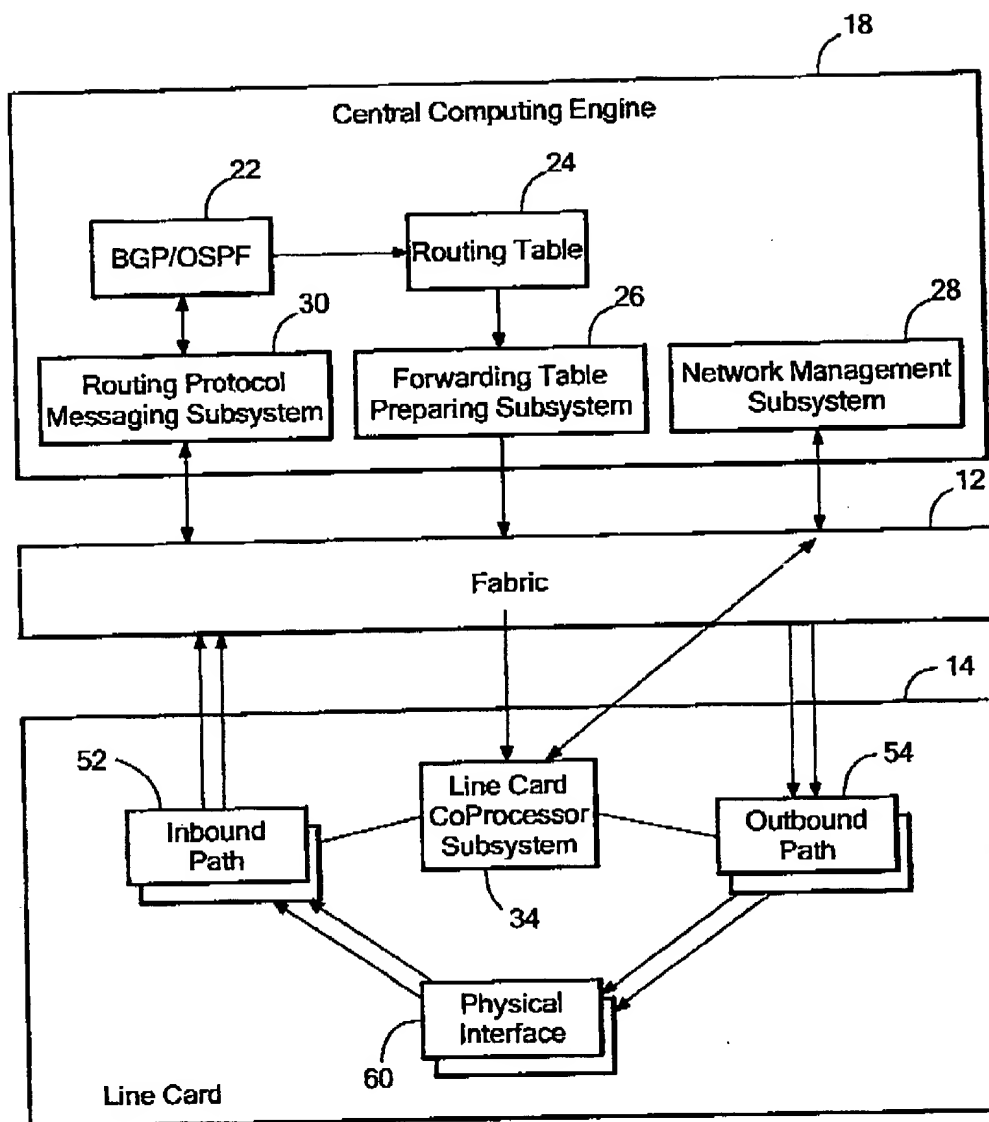 18
Central Computing Engine
22
24
BGP/OSPF
Routing Table
30
26
28
Routing Protocol
Messaging Subsystem
Forwarding Table
Preparing Subsystem
Network Management
Subsystem
12
Fabric
14
52
54
Inbound
Path
Line Card
CoProcessor
Subsystem
Outbound
Path
34
Physical
Interface
60
Line Card